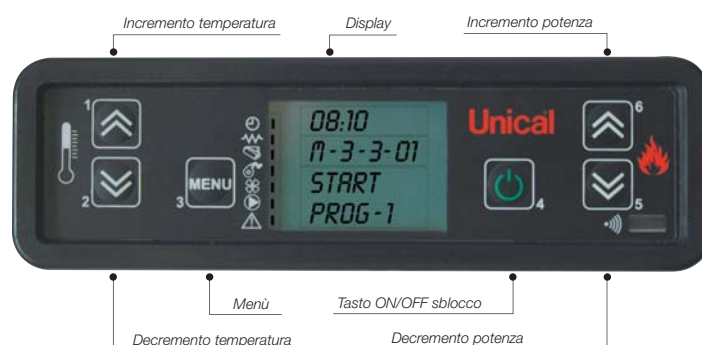 Incremento temperatura
Display
Incremento potenza
1
6
08:10
Unical
M-3-3-01
START
PROG-1
2
MENU
3
4
5
Menù
Tasto ON/OFF sblocco
Decremento temperatura
Decremento potenza